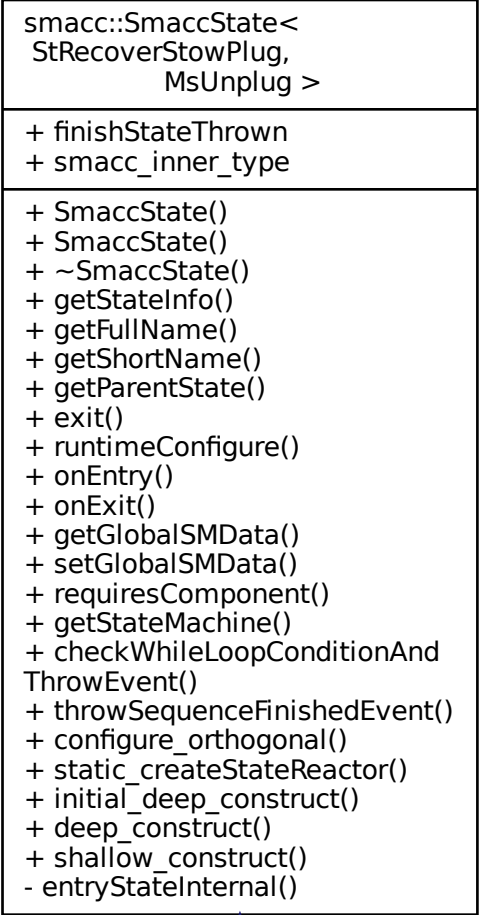 smacc::SmaccState<
StRecoverStowPlug,
MsUnplug >
+ finishStateThrown
+ smacc_inner_type
+ SmaccState()
+ SmaccState()
+ ~SmaccState()
+ getStateInfo()
+ getFullName()
+ getShortName()
+ getParentState()
+ exit()
+ runtimeConfigure()
+ onEntry()
+ onExit()
+ getGlobalSMData()
+ setGlobalSMData()
+ requiresComponent()
+ getStateMachine()
+ checkWhileLoopConditionAnd
ThrowEvent()
+ throwSequenceFinishedEvent()
+ configure_orthogonal()
+ static_createStateReactor()
+ initial_deep_construct()
+ deep_construct()
+ shallow_construct()
- entryStateInternal()